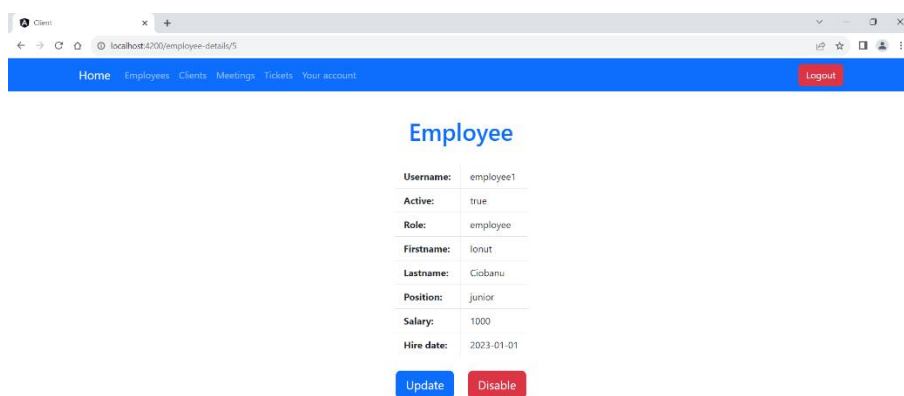 Client
localhost:4200/employee-details/5
Home Employees Clients Meetings Tickets Your account Logout
Employee
Username: employee1
Active: true
Role: employee
Firstname: Ionut
Lastname: Ciobanu
Position: junior
Salary: 1000
Hire date: 2023-01-01
Update Disable